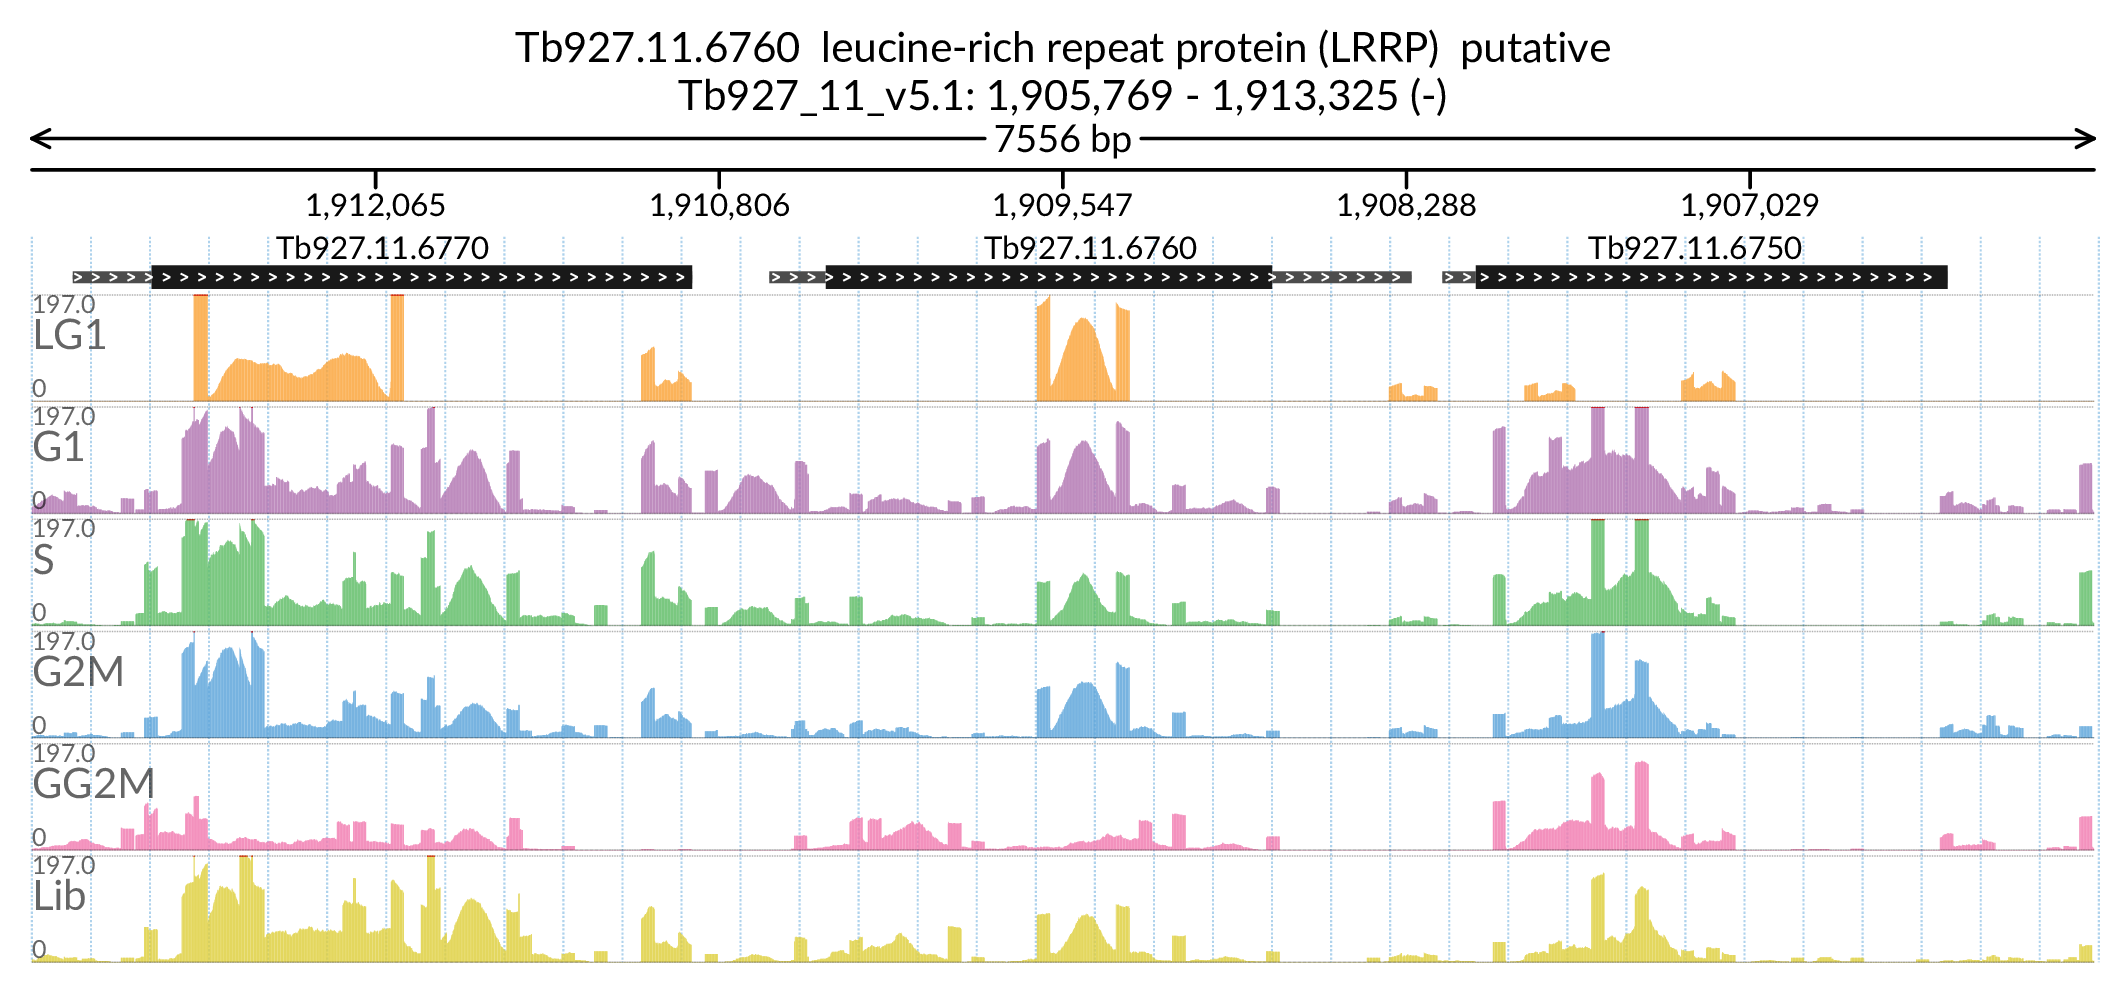 Tb927.11.6760 leucine-rich repeat protein (LRRP) putative
Tb927_11_v5.1: 1,905,769 - 1,913,325 (-)
7556 bp
1,912,065 1,910,806 1,909,547 1,908,288 1,907,029
Tb927.11.6770 Tb927.11.6760 Tb927.11.6750
197.0
LG1
0
197.0
G1
0
197.0
S
0
197.0
G2M
0
197.0
GG2M
0
197.0
Lib
0